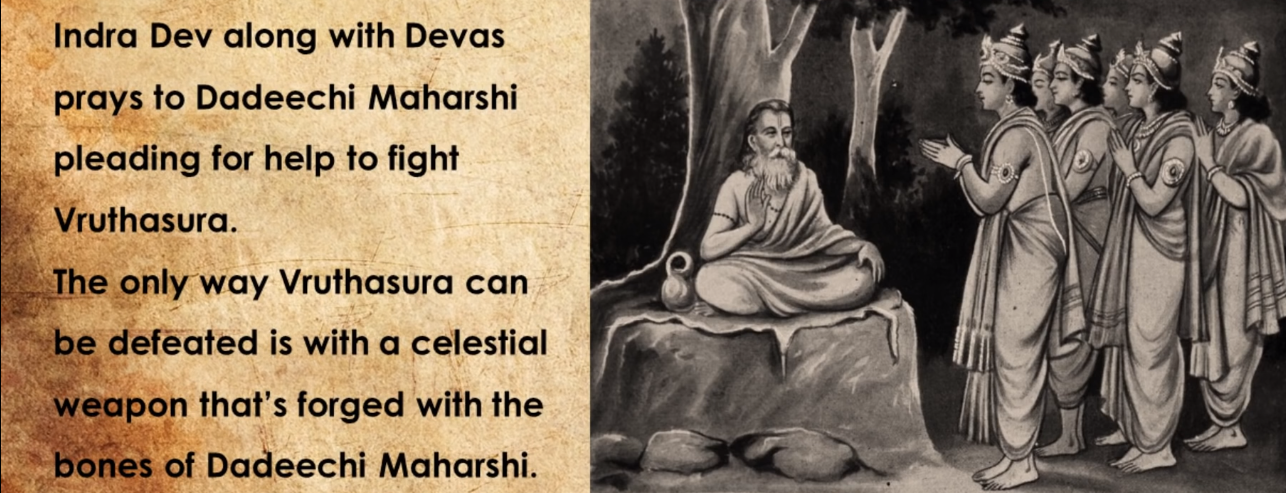 Indra Dev along with Devas
prays to Dadeechi Maharshi
pleading for help to fight
Vruthasura.
The only way Vruthasura can
be defeated is with a celestial
weapon that's forged with the
bones of Dadeechi Maharshi.